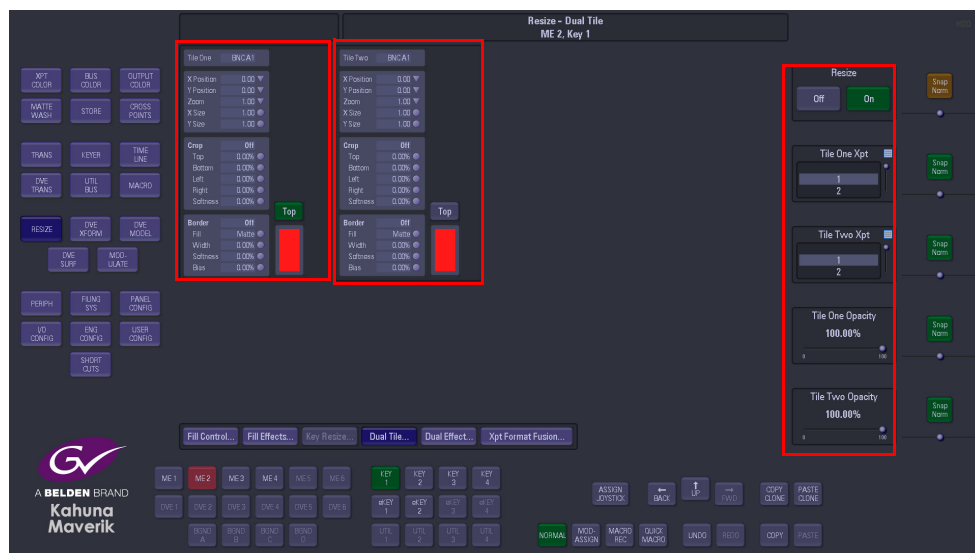 Resize - Dual Tile
ME 2, Key 1
Tile One BNCA1
X Position 0.00
Y Position 0.00
Zoom 1.00
X Size 1.00
Y Size 1.00
Crop Off
Top 0.00%
Bottom 0.00%
Left 0.00%
Right 0.00%
Softness 0.00%
Top
Border Off
Fill Matte
Width 0.00%
Softness 0.00%
Bias 0.00%
Tile Two BNCA1
X Position 0.00
Y Position 0.00
Zoom 1.00
X Size 1.00
Y Size 1.00
Crop Off
Top 0.00%
Bottom 0.00%
Left 0.00%
Right 0.00%
Softness 0.00%
Top
Border Off
Fill Matte
Width 0.00%
Softness 0.00%
Bias 0.00%
XPT COLOR
BUS COLOR
OUTPUT COLOR
MATTE WASH
STORE
CROSS POINTS
TRANS
KEYER
TIME LINE
DVE TRANS
UTIL BUS
MACRO
RESIZE
DVE XFORM
DVE MODEL
DVE SURF
MOD- ULATE
PERIPH
FILING SYS
PANEL CONFIG
I/O CONFIG
ENG CONFIG
USER CONFIG
SHORT CUTS
Resize
Off On
Snap Norm
Tile One Xpt
1
2
Snap Norm
Tile Two Xpt
1
2
Snap Norm
Tile One Opacity
100.00%
0 100
Snap Norm
Tile Two Opacity
100.00%
0 100
Snap Norm
Fill Control... Fill Effects... Key Resize... Dual Tile... Dual Effect... Xpt Format Fusion...
GV
A BELDEN BRAND
Kahuna
Maverik
ME 1 ME 2 ME 3 ME 4 ME 5 ME 6
DVE 1 DVE 2 DVE 3 DVE 4 DVE 5 DVE 6
BGND A BGND B BGND C BGND D
KEY 1 KEY 2 KEY 3 KEY 4
eKEY 1 eKEY 2 eKEY 3 eKEY 4
UTIL 1 UTIL 2 UTIL 3 UTIL 4
ASSIGN JOYSTICK
BACK
UP
FWD
COPY CLONE
PASTE CLONE
NORMAL
MOD- ASSIGN
MACRO REC
QUICK MACRO
UNDO
REDO
COPY
PASTE